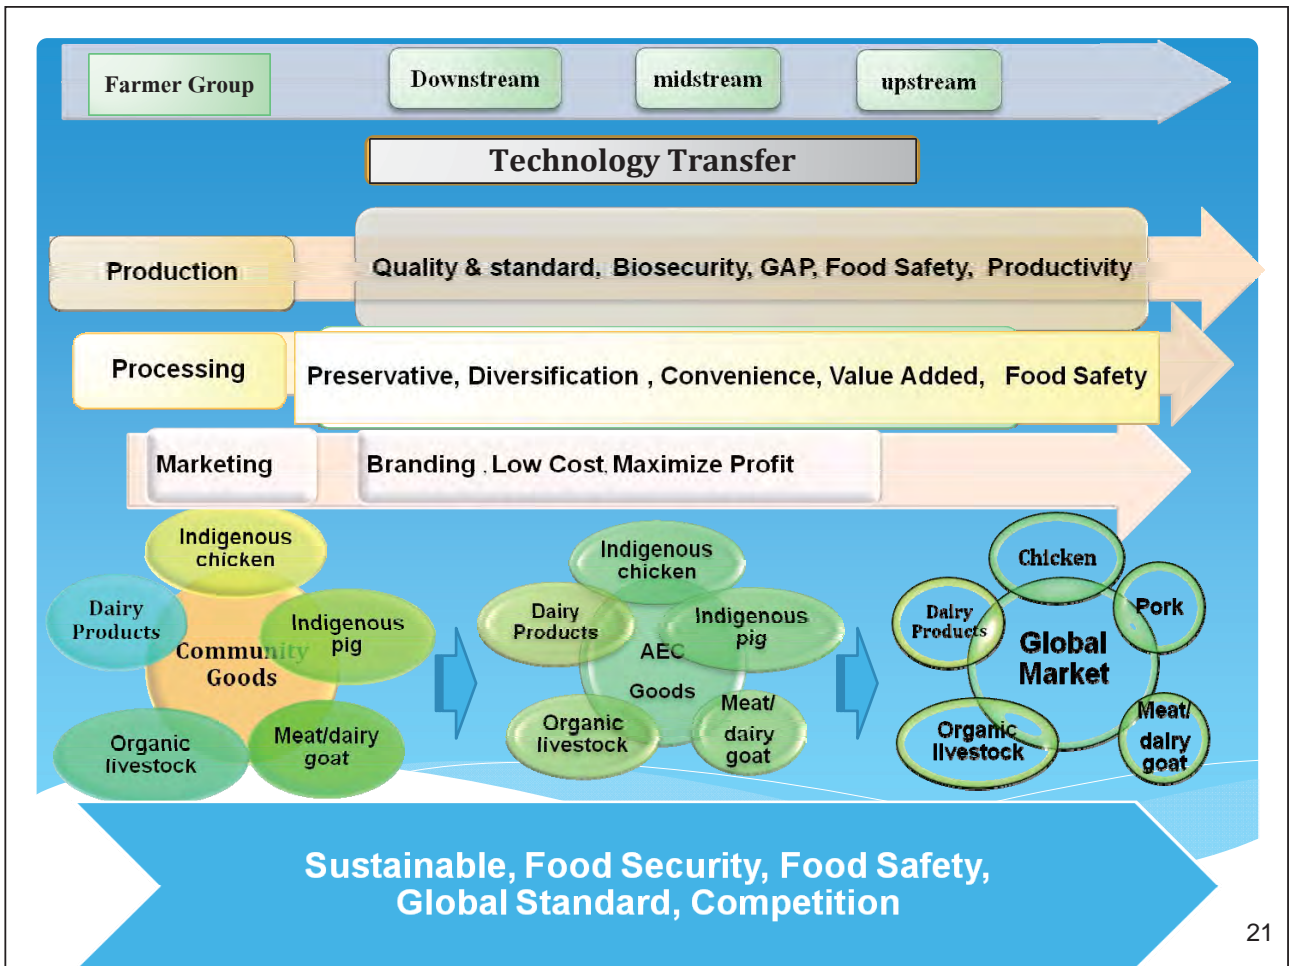 Farmer Group
Downstream
midstream
upstream
Technology Transfer
Production
Quality & standard, Biosecurity, GAP, Food Safety, Productivity
Processing
Preservative, Diversification , Convenience, Value Added, Food Safety
Marketing
Branding , Low Cost, Maximize Profit
Indigenous
chicken
Dairy
Products
Indigenous
pig
Community
Goods
Organic
livestock
Meat/dairy
goat
Indigenous
chicken
Dairy
Products
Indigenous
pig
AEC
Goods
Organic
livestock
Meat/
dairy
goat
Chicken
Dairy
Products
Pork
Global
Market
Organic
livestock
Meat/
dairy
goat
Sustainable, Food Security, Food Safety,
Global Standard, Competition
21